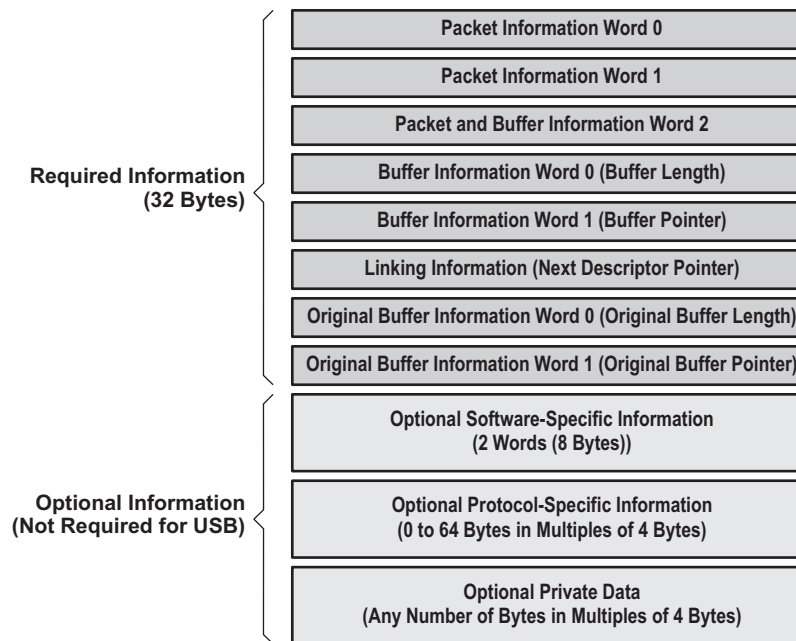 Packet Information Word 0
Packet Information Word 1
Packet and Buffer Information Word 2
Required Information
(32 Bytes)
Buffer Information Word 0 (Buffer Length)
Buffer Information Word 1 (Buffer Pointer)
Linking Information (Next Descriptor Pointer)
Original Buffer Information Word 0 (Original Buffer Length)
Original Buffer Information Word 1 (Original Buffer Pointer)
Optional Software-Specific Information
(2 Words (8 Bytes))
Optional Information
(Not Required for USB)
Optional Protocol-Specific Information
(0 to 64 Bytes in Multiples of 4 Bytes)
Optional Private Data
(Any Number of Bytes in Multiples of 4 Bytes)